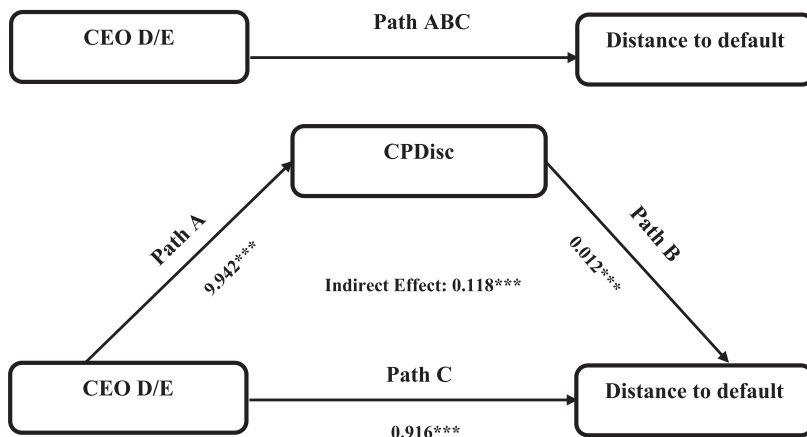 CEO D/E
Path ABC
Distance to default
CPDisc
Path A
9.942***
Path B
0.012***
Indirect Effect: 0.118***
CEO D/E
Path C
Distance to default
0.916***